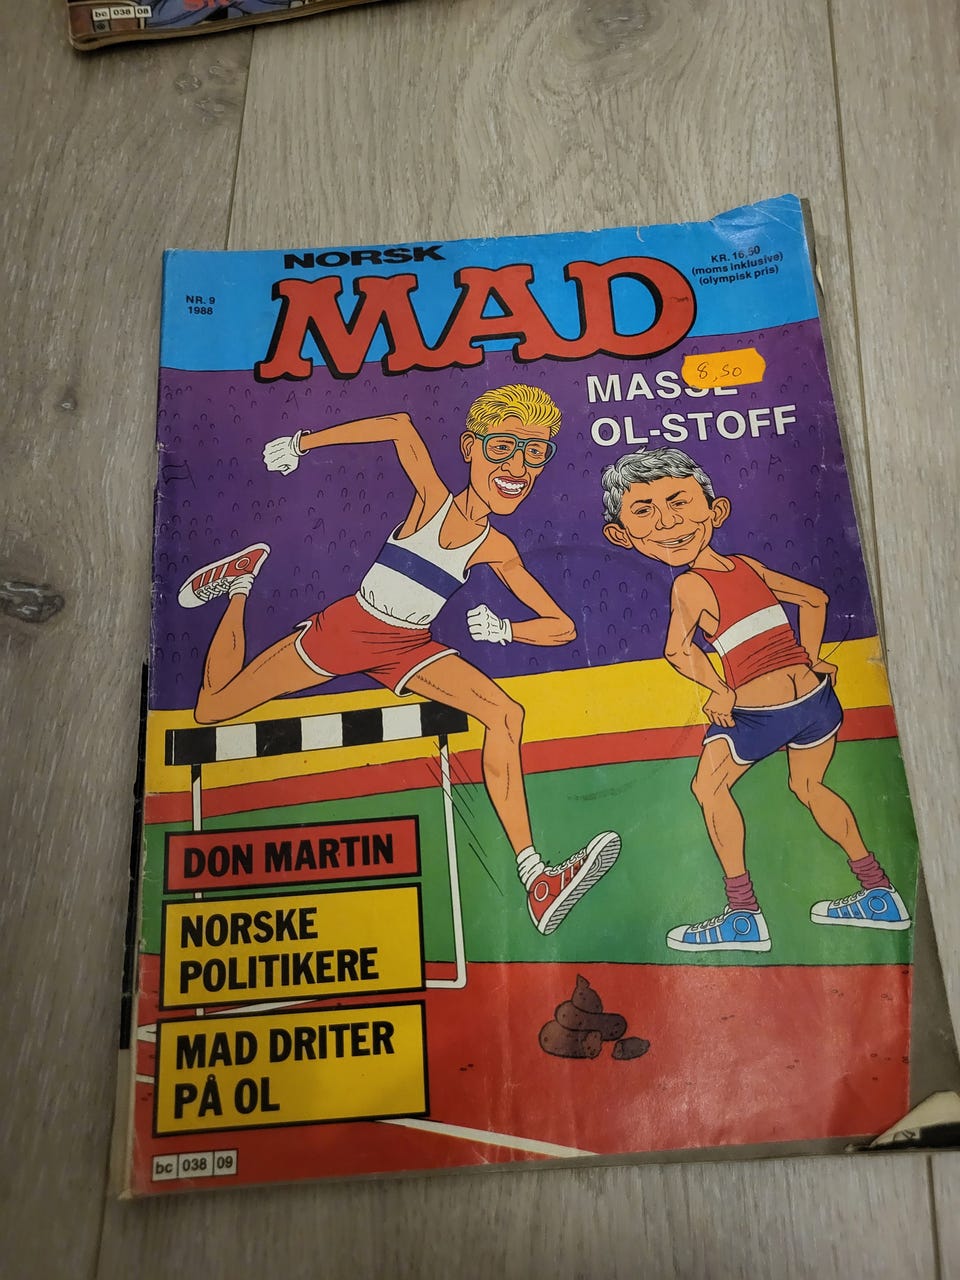 bc 038 08
NORSK
MAD
NR. 9
1988
KR. 16,50
(moms inklusive)
(olympisk pris)
8,50
MASSE
OL-STOFF
DON MARTIN
NORSKE
POLITIKERE
MAD DRITER
PÅ OL
bc 038 09